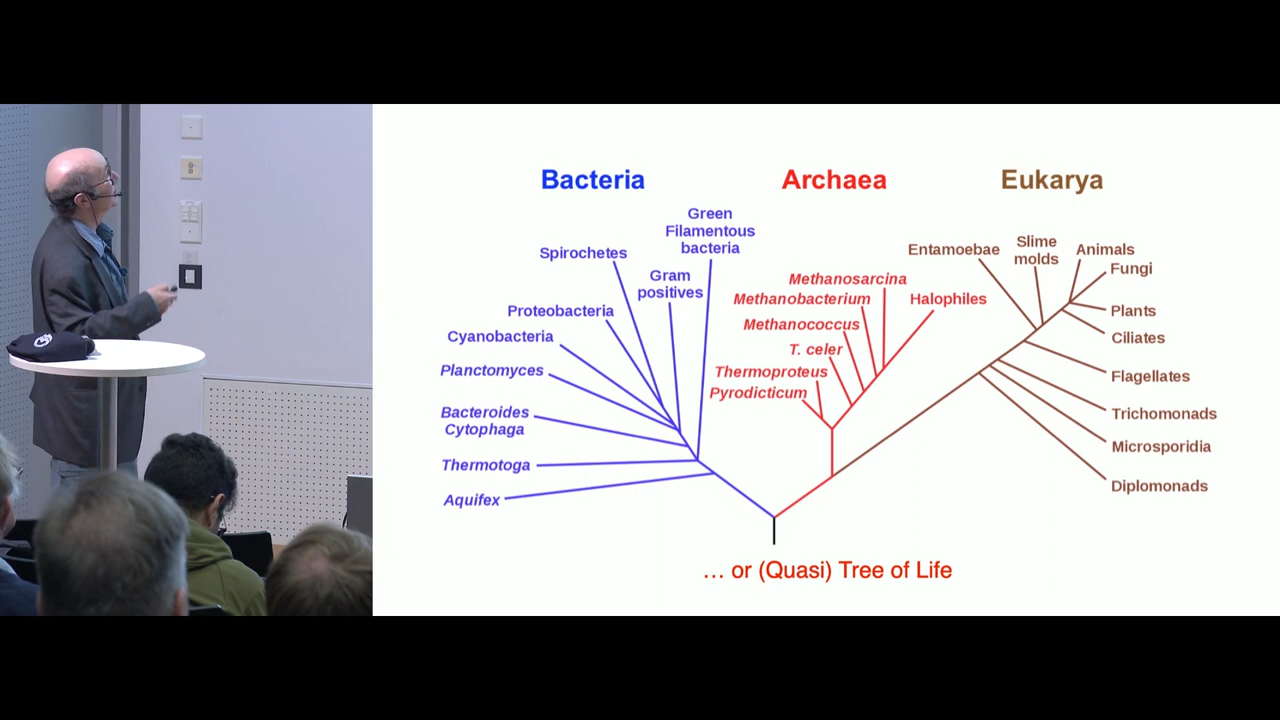 Bacteria
Archaea
Eukarya
Green
Filamentous
bacteria
Spirochetes
Gram
positives
Proteobacteria
Cyanobacteria
Planctomyces
Bacteroides
Cytophaga
Thermotoga
Aquifex
Methanosarcina
Methanobacterium
Halophiles
Methanococcus
T. celer
Thermoproteus
Pyrodicticum
Entamoebae
Slime
molds
Animals
Fungi
Plants
Ciliates
Flagellates
Trichomonads
Microsporidia
Diplomonads
… or (Quasi) Tree of Life